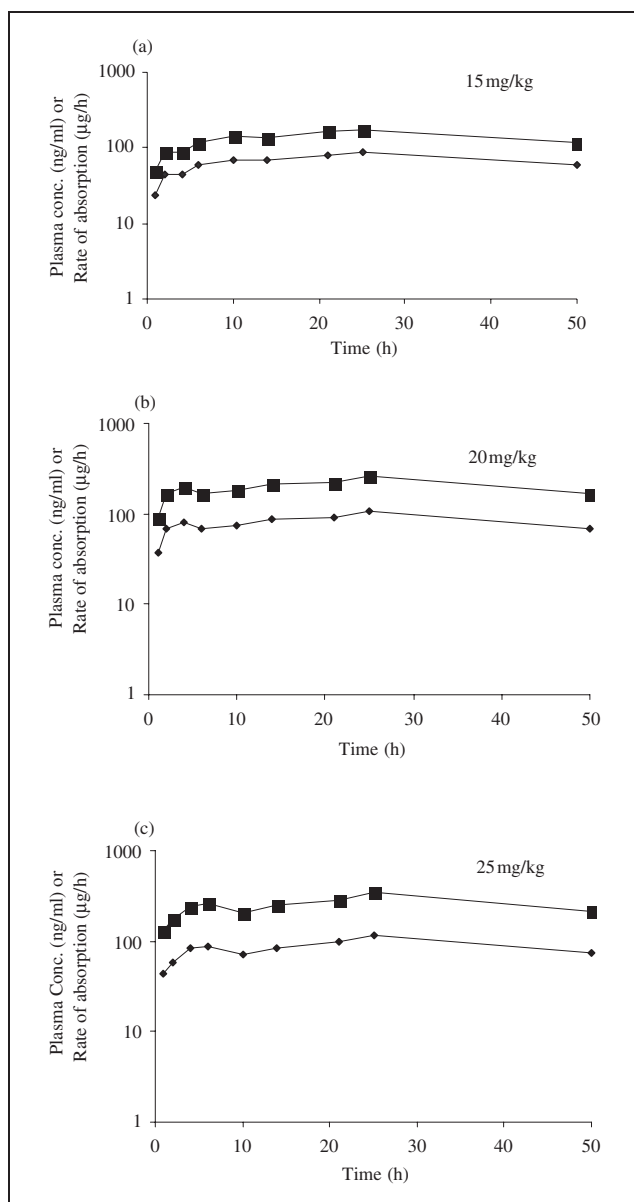 (a)
15 mg/kg
Plasma conc. (ng/ml) or
Rate of absorption (μg/h)
1000
100
10
1
0 10 20 30 40 50
Time (h)
(b)
20 mg/kg
Plasma conc. (ng/ml) or
Rate of absorption (μg/h)
1000
100
10
1
0 10 20 30 40 50
Time (h)
(c)
25 mg/kg
Plasma Conc. (ng/ml) or
Rate of absorption (μg/h)
1000
100
10
1
0 10 20 30 40 50
Time (h)